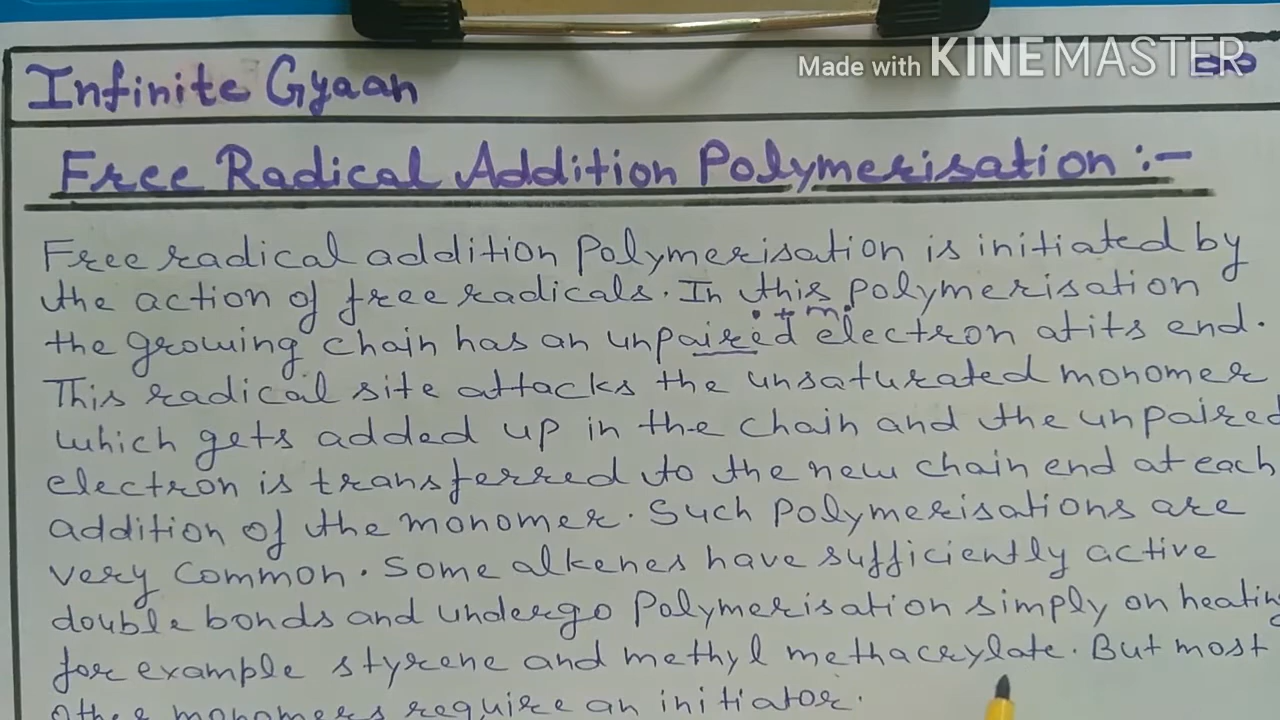 Made with KINEMASTER
Infinite Gyaan
Free Radical Addition Polymerisation :-
Free radical addition Polymerisation is initiated by
the action of free radicals. In this polymerisation
the growing chain has an unpaired electron at its end.
This radical site attacks the unsaturated monomer
which gets added up in the chain and the unpaired
electron is transferred to the new chain end at each
addition of the monomer. Such Polymerisations are
very common. Some alkenes have sufficiently active
double bonds and undergo Polymerisation simply on heating
for example styrene and methyl methacrylate. But most
other monomers require an initiator.